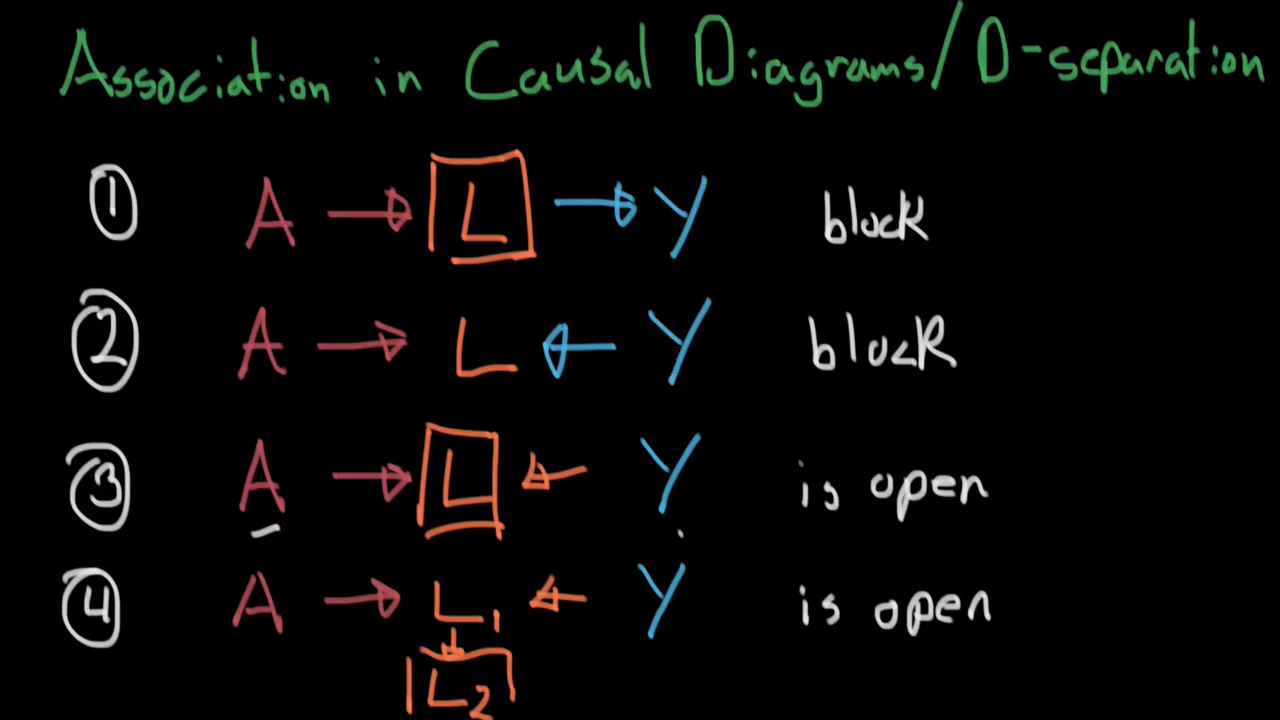 Association in Causal Diagrams/D-separation
1 A → L → Y block
2 A → L ← Y block
3 A → L ← Y is open
4 A → L1 ← Y is open
↓
L2